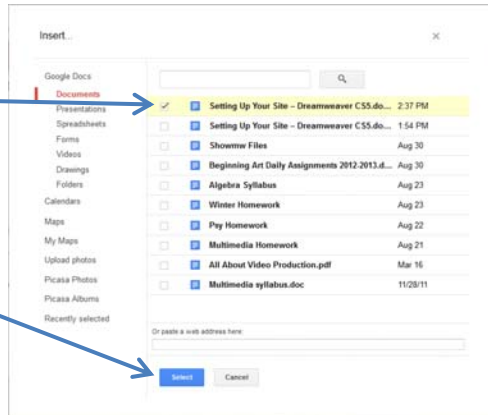 Insert... ×
Google Docs
Documents
Presentations
Spreadsheets
Forms
Videos
Drawings
Folders
Calendars
Maps
My Maps
Upload photos
Picasa Photos
Picasa Albums
Recently selected
Setting Up Your Site – Dreamweaver CS5.do... 2:37 PM
Setting Up Your Site – Dreamweaver CS5.do... 1:54 PM
Showmw Files Aug 30
Beginning Art Daily Assignments 2012-2013.d... Aug 30
Algebra Syllabus Aug 23
Winter Homework Aug 23
Psy Homework Aug 22
Multimedia Homework Aug 21
All About Video Production.pdf Mar 16
Multimedia syllabus.doc 11/28/11
Or paste a web address here:
Select Cancel